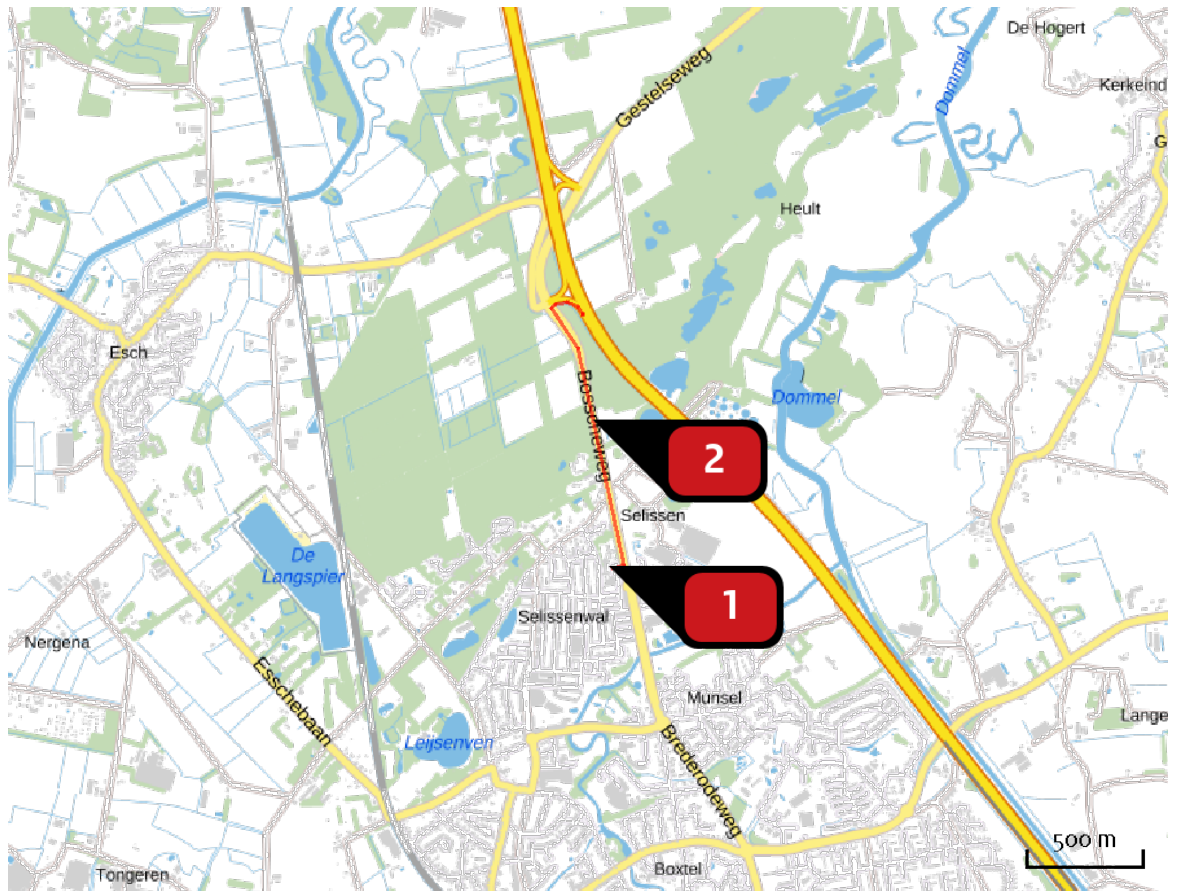 De Hogert
Kerkeind
Dommel
Gestelseweg
G
Heult
Esch
Bosscheweg
Dommel
2
Selissen
De
Langspier
1
Selissenwal
Nergena
Esschebaan
Munsel
Lange
Leijsenven
Brederodeweg
500 m
Boxtel
Tongeren